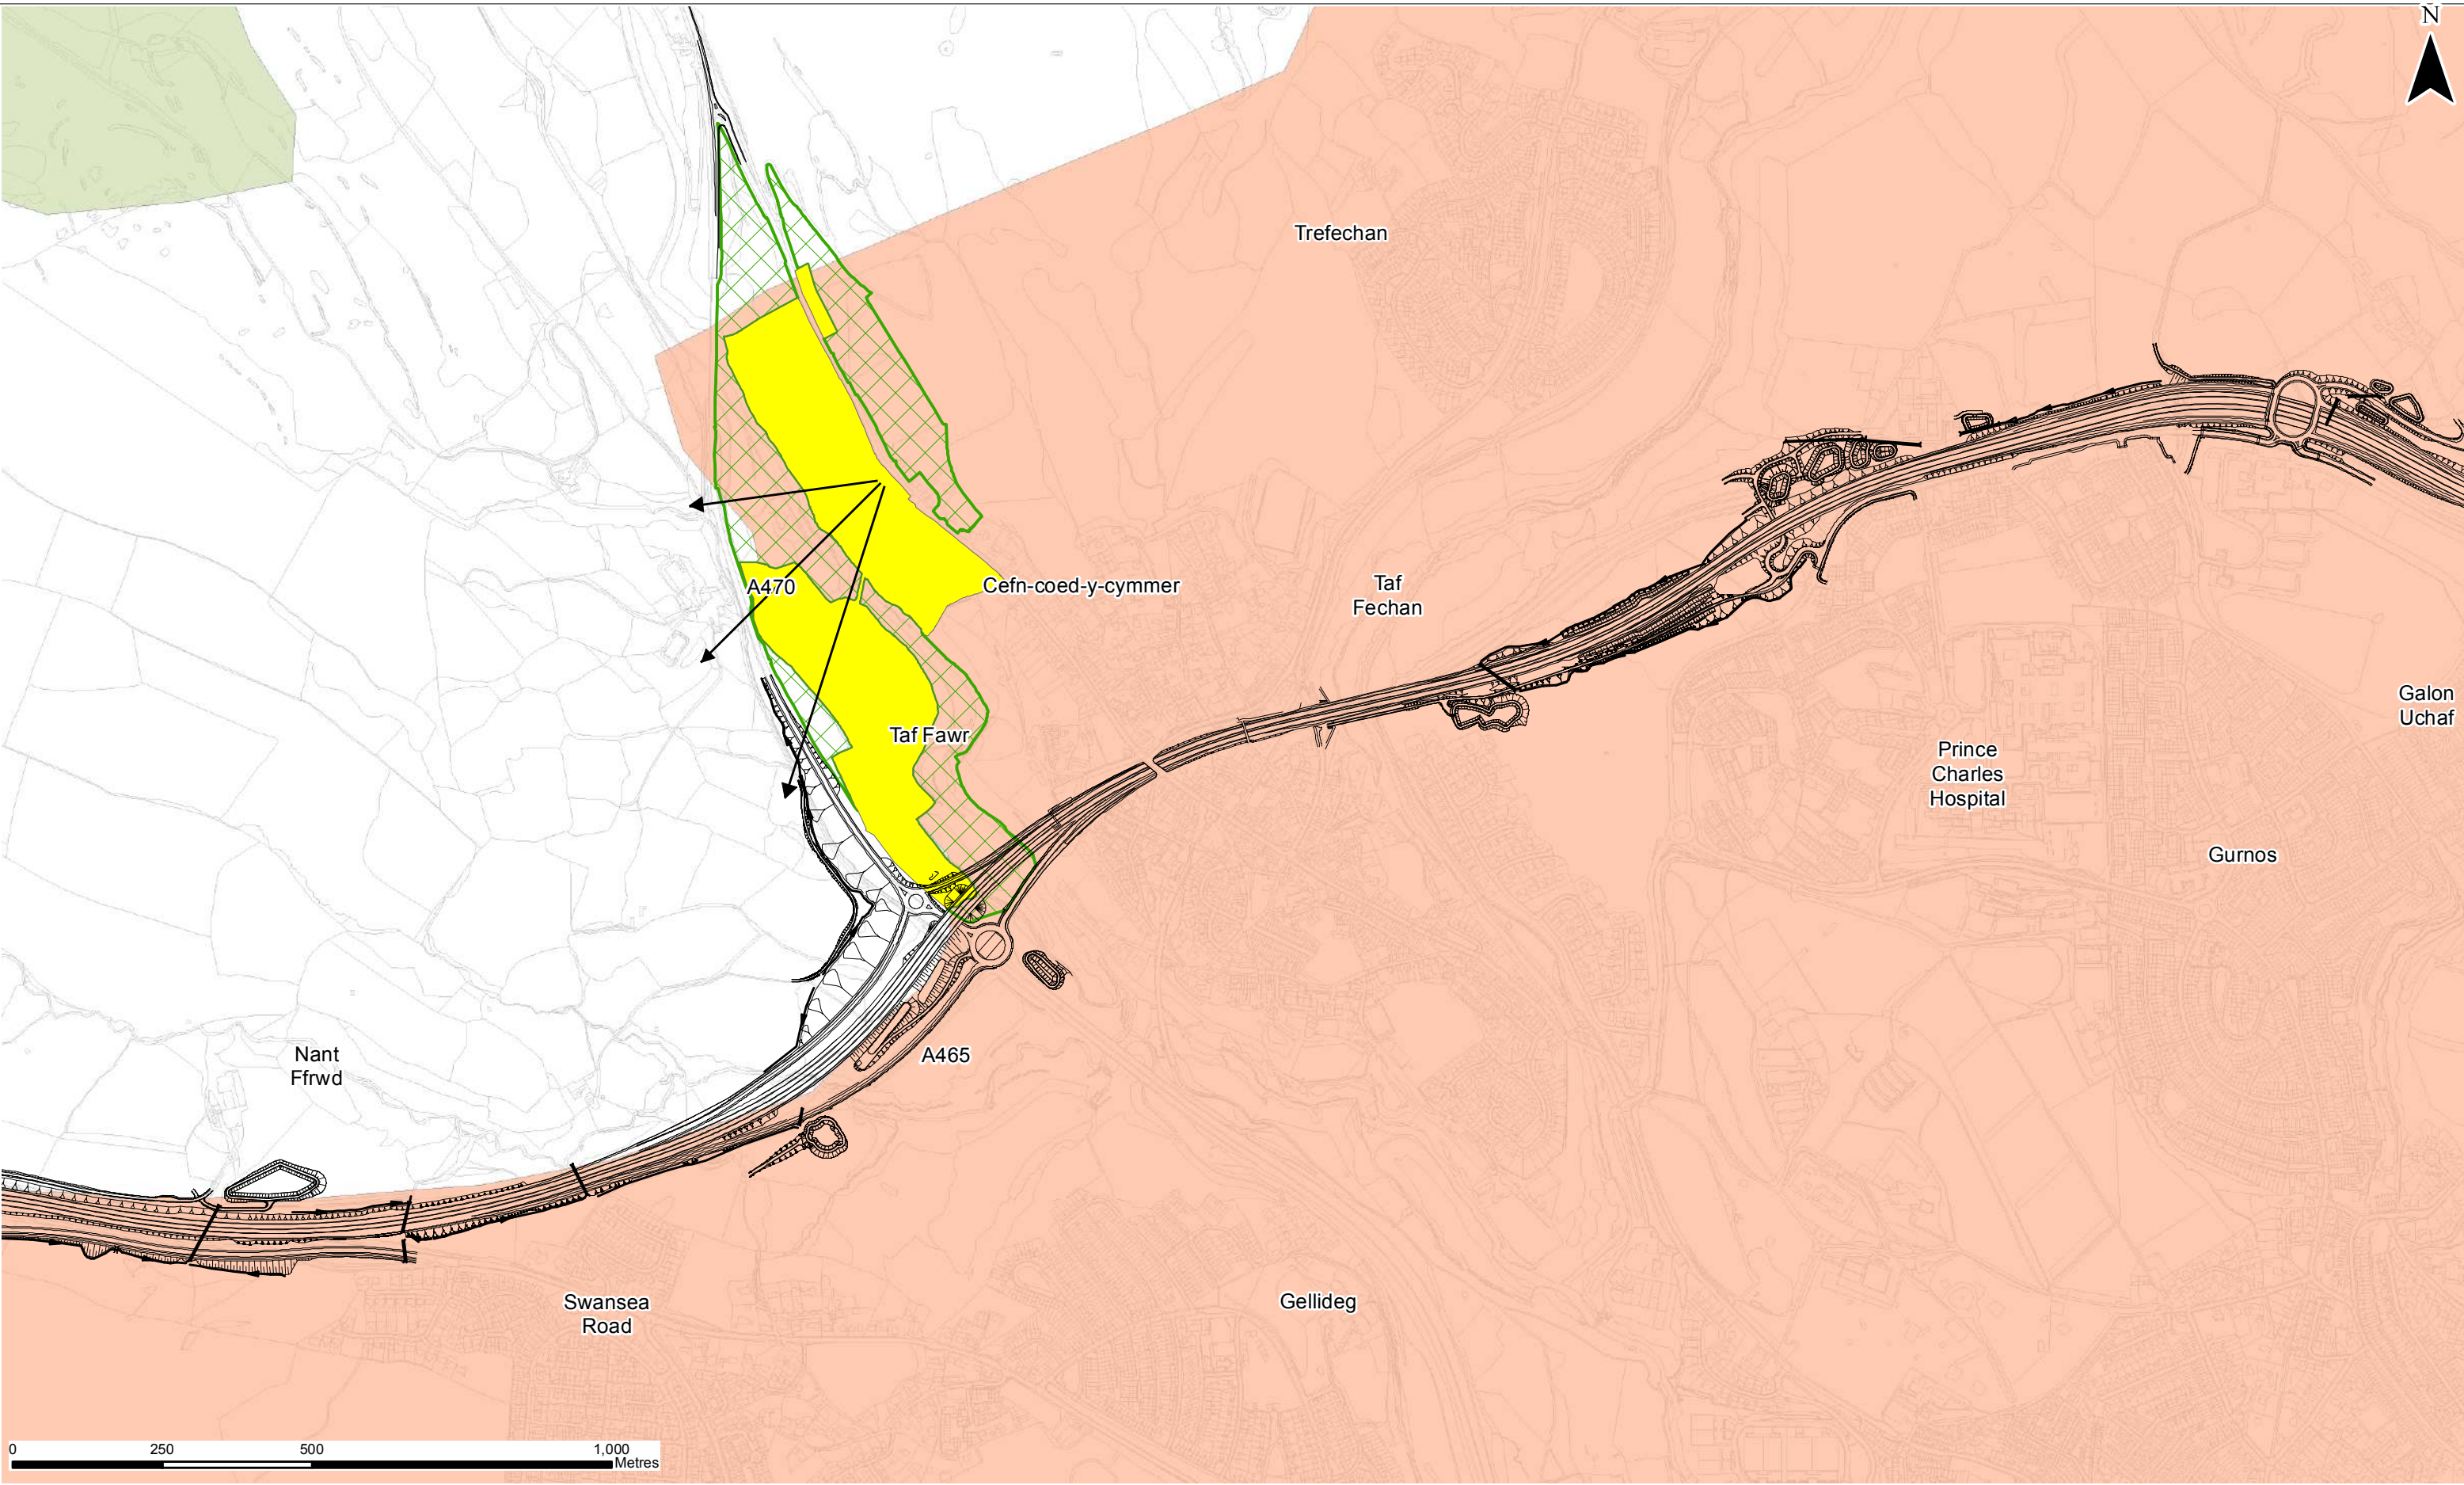 N
Trefechan
A470
Cefn-coed-y-cymmer
Taf
Fechan
Taf Fawr
Galon
Uchaf
Prince
Charles
Hospital
Gurnos
Nant
Ffrwd
A465
Swansea
Road
Gellideg
0 250 500 1,000
Metres